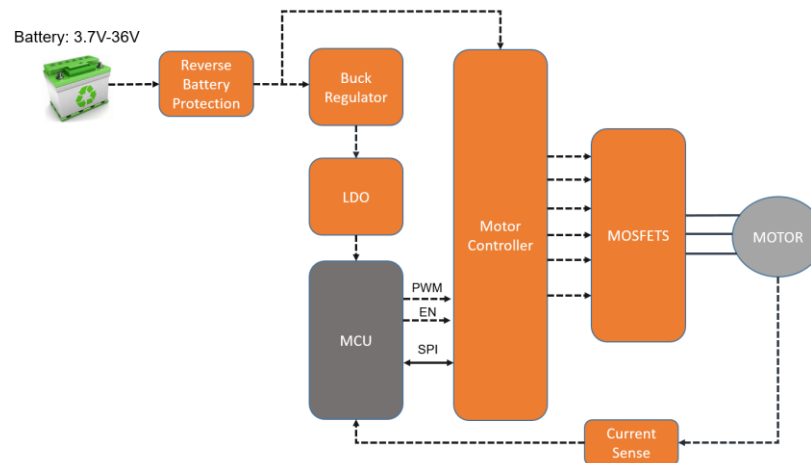 Battery: 3.7V-36V
Reverse
Battery
Protection
Buck
Regulator
LDO
MCU
PWM
EN
SPI
Motor
Controller
MOSFETS
MOTOR
Current
Sense